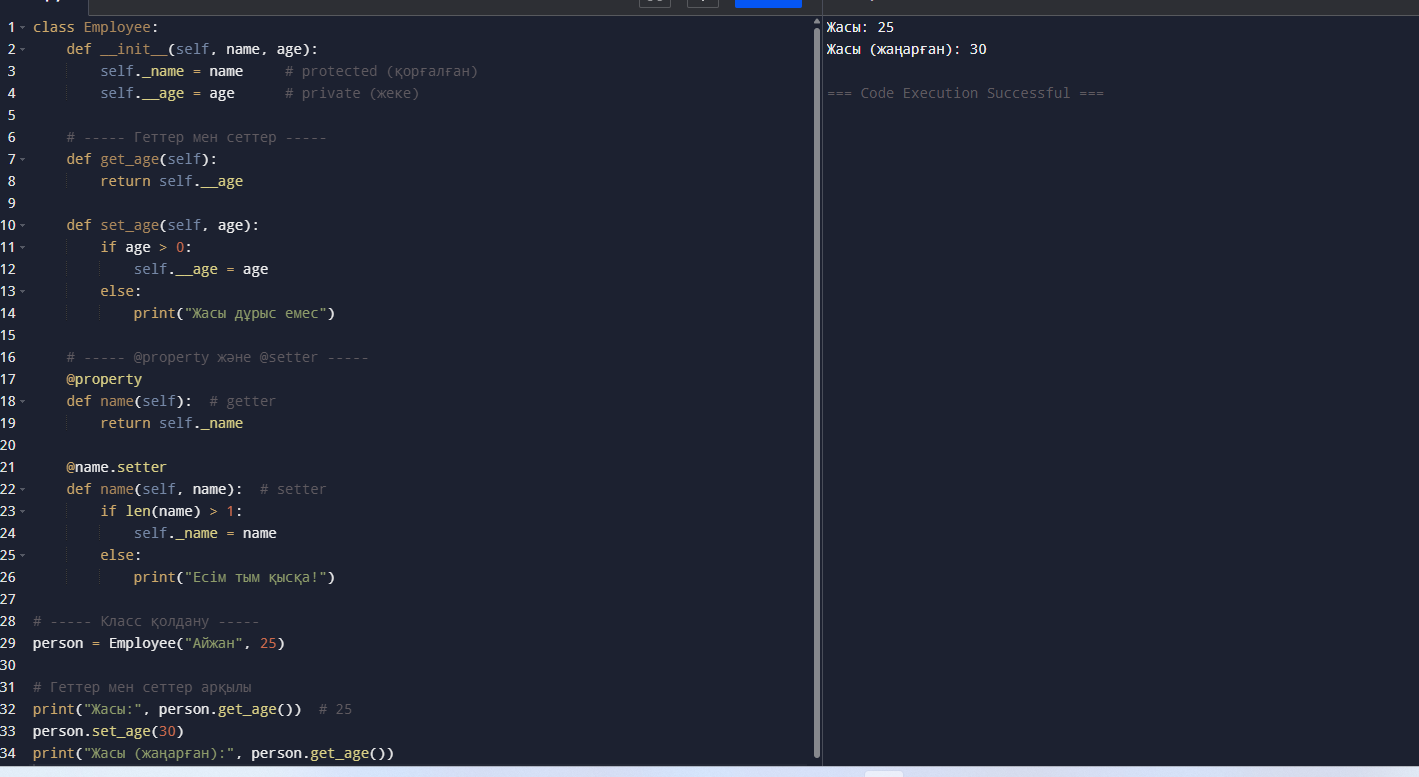 1 class Employee:
2     def __init__(self, name, age):
3         self._name = name     # protected (қорғалған)
4         self.__age = age      # private (жеке)
5
6     # ----- Геттер мен сеттер -----
7     def get_age(self):
8         return self.__age
9
10     def set_age(self, age):
11         if age > 0:
12             self.__age = age
13         else:
14             print("Жасы дұрыс емес")
15
16     # ----- @property және @setter -----
17     @property
18     def name(self):  # getter
19         return self._name
20
21     @name.setter
22     def name(self, name):  # setter
23         if len(name) > 1:
24             self._name = name
25         else:
26             print("Есім тым қысқа!")
27
28 # ----- Класс қолдану -----
29 person = Employee("Айжан", 25)
30
31 # Геттер мен сеттер арқылы
32 print("Жасы:", person.get_age())  # 25
33 person.set_age(30)
34 print("Жасы (жаңарған):", person.get_age())
Жасы: 25
Жасы (жаңарған): 30
=== Code Execution Successful ===